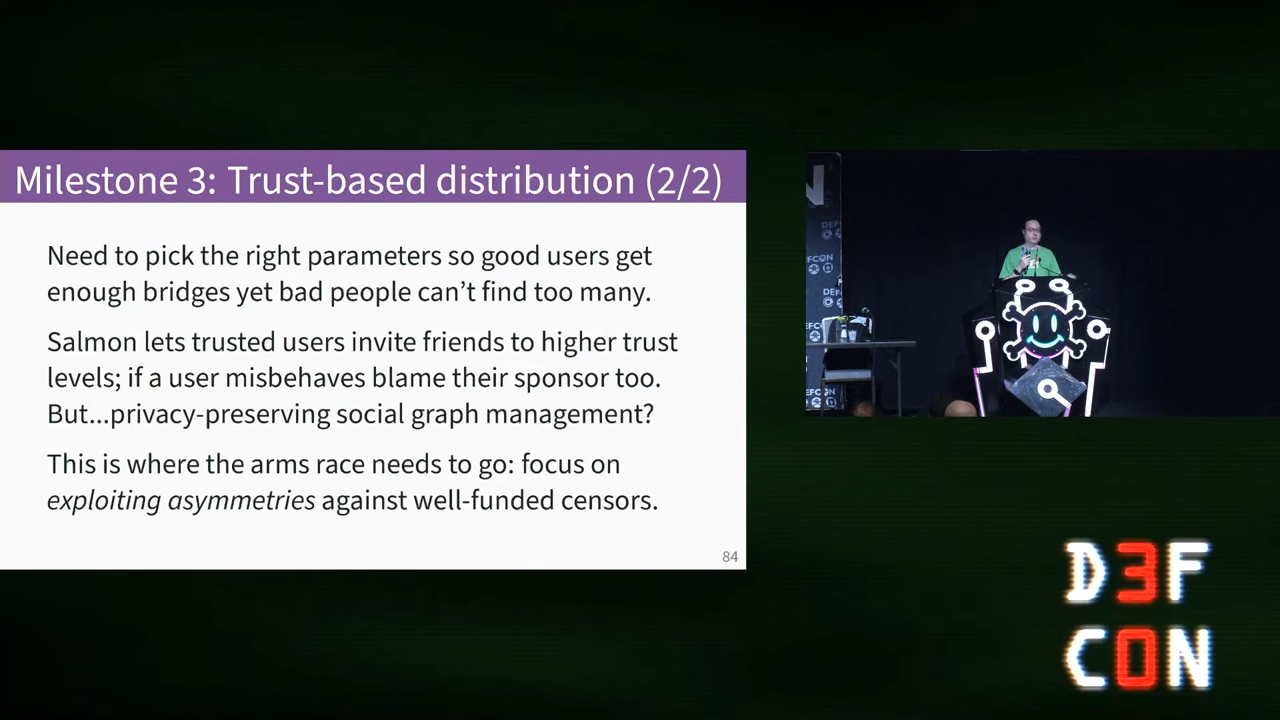 Milestone 3: Trust-based distribution (2/2)
Need to pick the right parameters so good users get
enough bridges yet bad people can’t find too many.
Salmon lets trusted users invite friends to higher trust
levels; if a user misbehaves blame their sponsor too.
But...privacy-preserving social graph management?
This is where the arms race needs to go: focus on
exploiting asymmetries against well-funded censors.
84
D3F
C0N